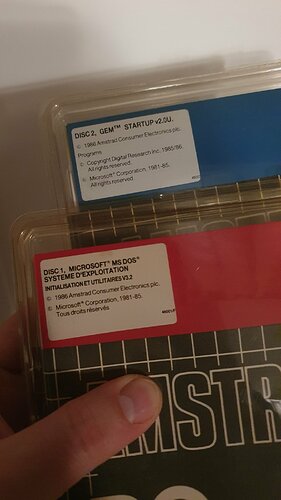 DISC 2, GEM™ STARTUP v2.0U.
© 1986 Amstrad Consumer Electronics plc.
Programs
© Copyright Digital Research Inc. 1985/86.
All rights reserved.
© Microsoft® Corporation, 1981-85.
All rights reserved.
DISC 1, MICROSOFT® MS DOS®
SYSTEME D'EXPLOITATION
INITIALISATION ET UTILITAIRES V3.2
© 1986 Amstrad Consumer Electronics plc.
© Microsoft® Corporation, 1981-85.
Tous droits réservés.
AMSTR